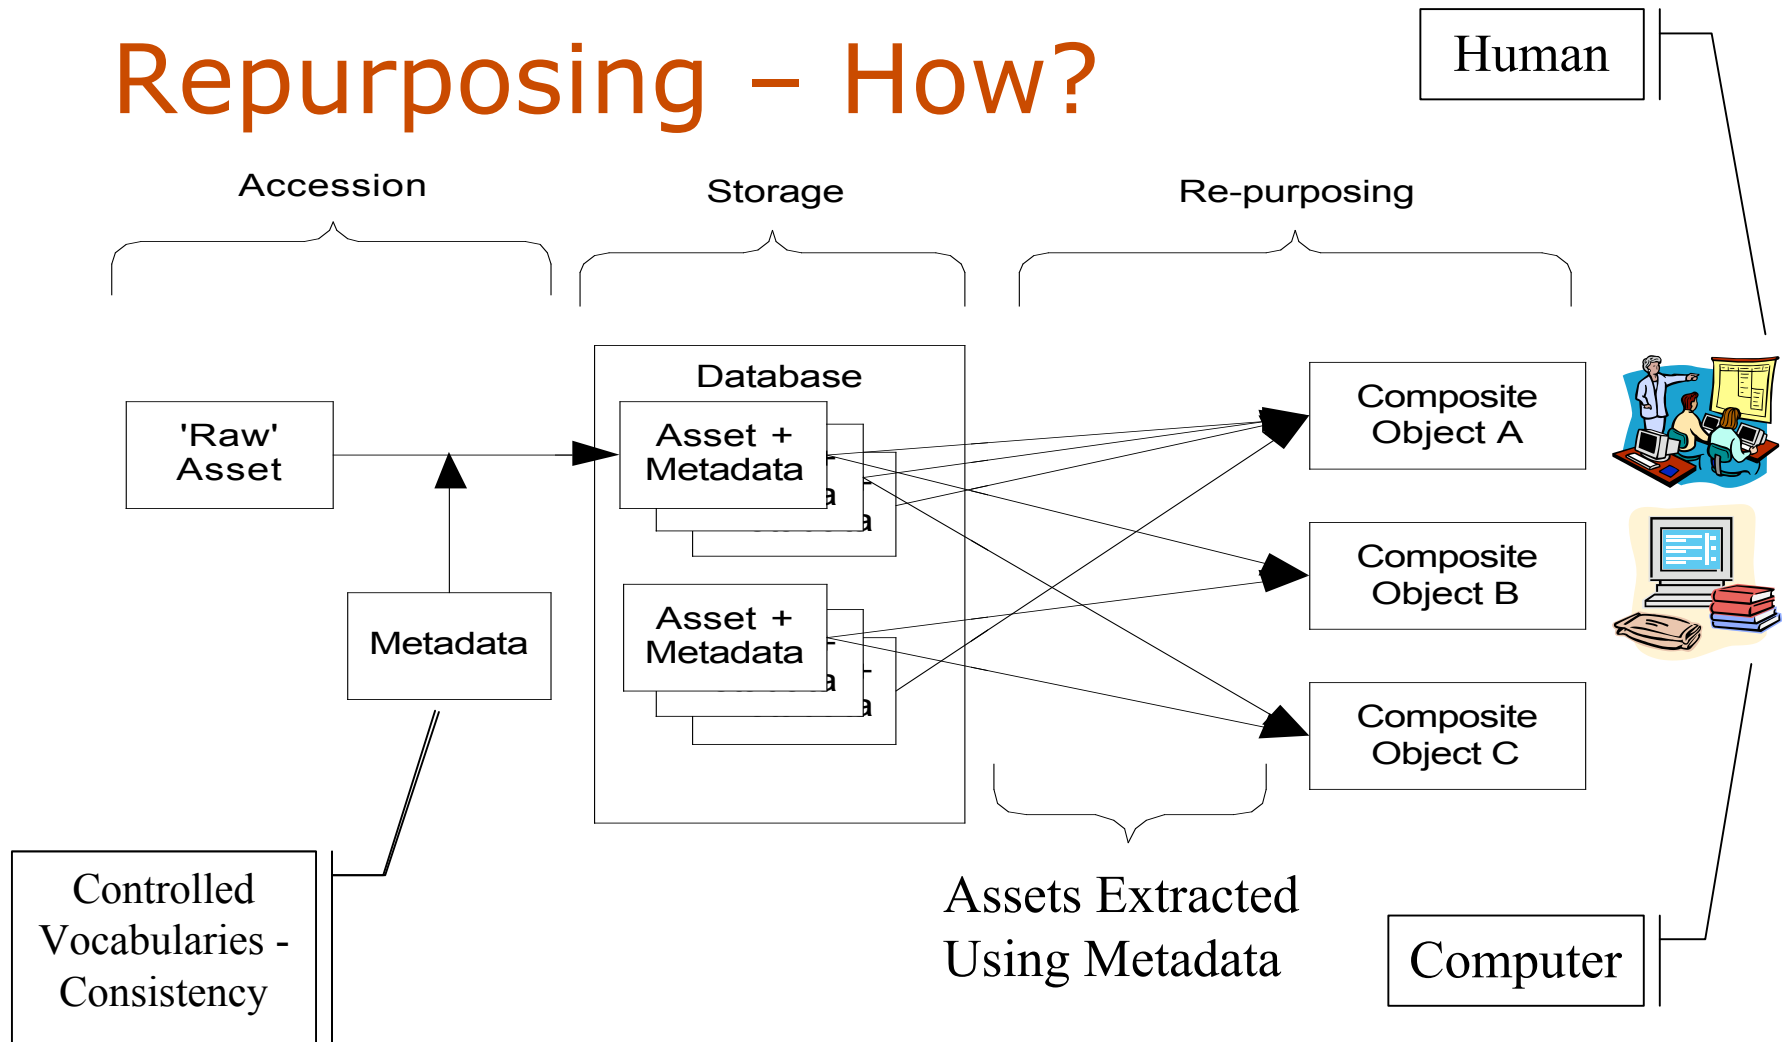 Repurposing – How?
Human
Accession
Storage
Re-purposing
Database
'Raw'
Asset
Asset +
Metadata
Composite
Object A
Composite
Object B
Metadata
Asset +
Metadata
Composite
Object C
Controlled
Vocabularies -
Consistency
Assets Extracted
Using Metadata
Computer